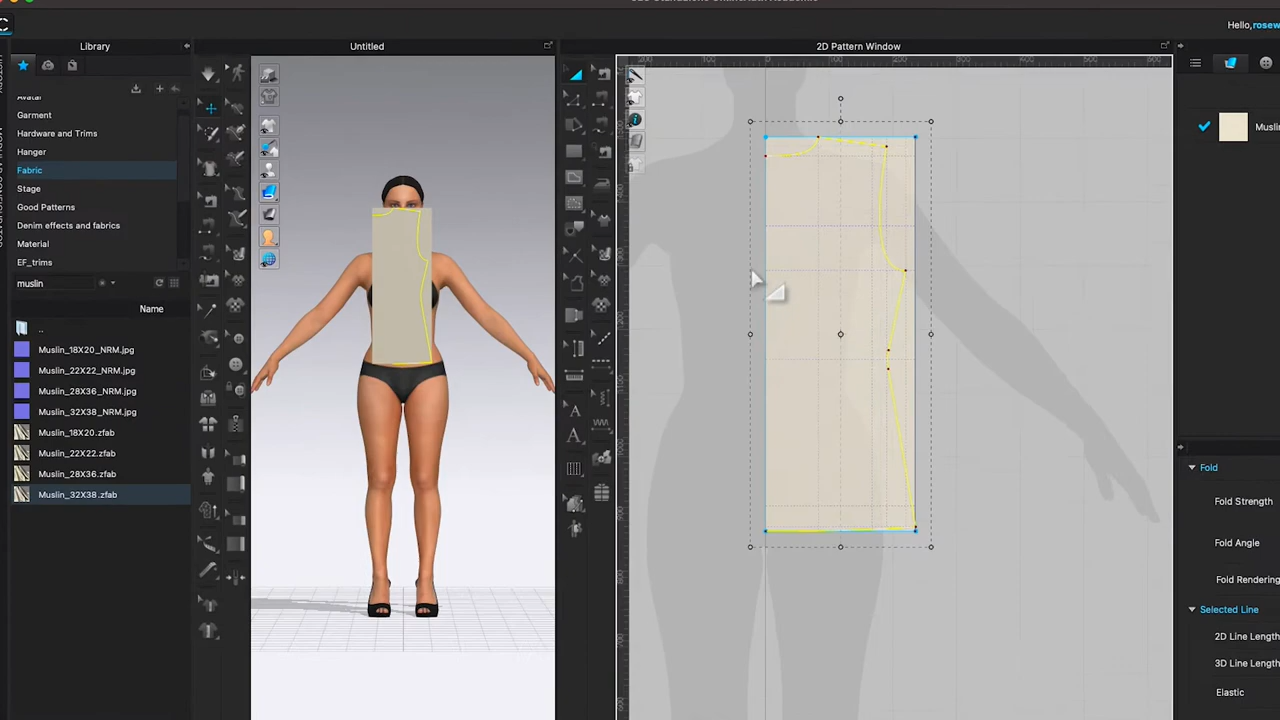 Hello, rosew
Library
Untitled
2D Pattern Window
Avatar
Garment
Hardware and Trims
Hanger
Fabric
Stage
Good Patterns
Denim effects and fabrics
Material
EF_trims
muslin
Name
..
Muslin_18X20_NRM.jpg
Muslin_22X22_NRM.jpg
Muslin_28X36_NRM.jpg
Muslin_32X38_NRM.jpg
Muslin_18X20.zfab
Muslin_22X22.zfab
Muslin_28X36.zfab
Muslin_32X38.zfab
Muslin
Fold
Fold Strength
Fold Angle
Fold Rendering
Selected Line
2D Line Length
3D Line Length
Elastic